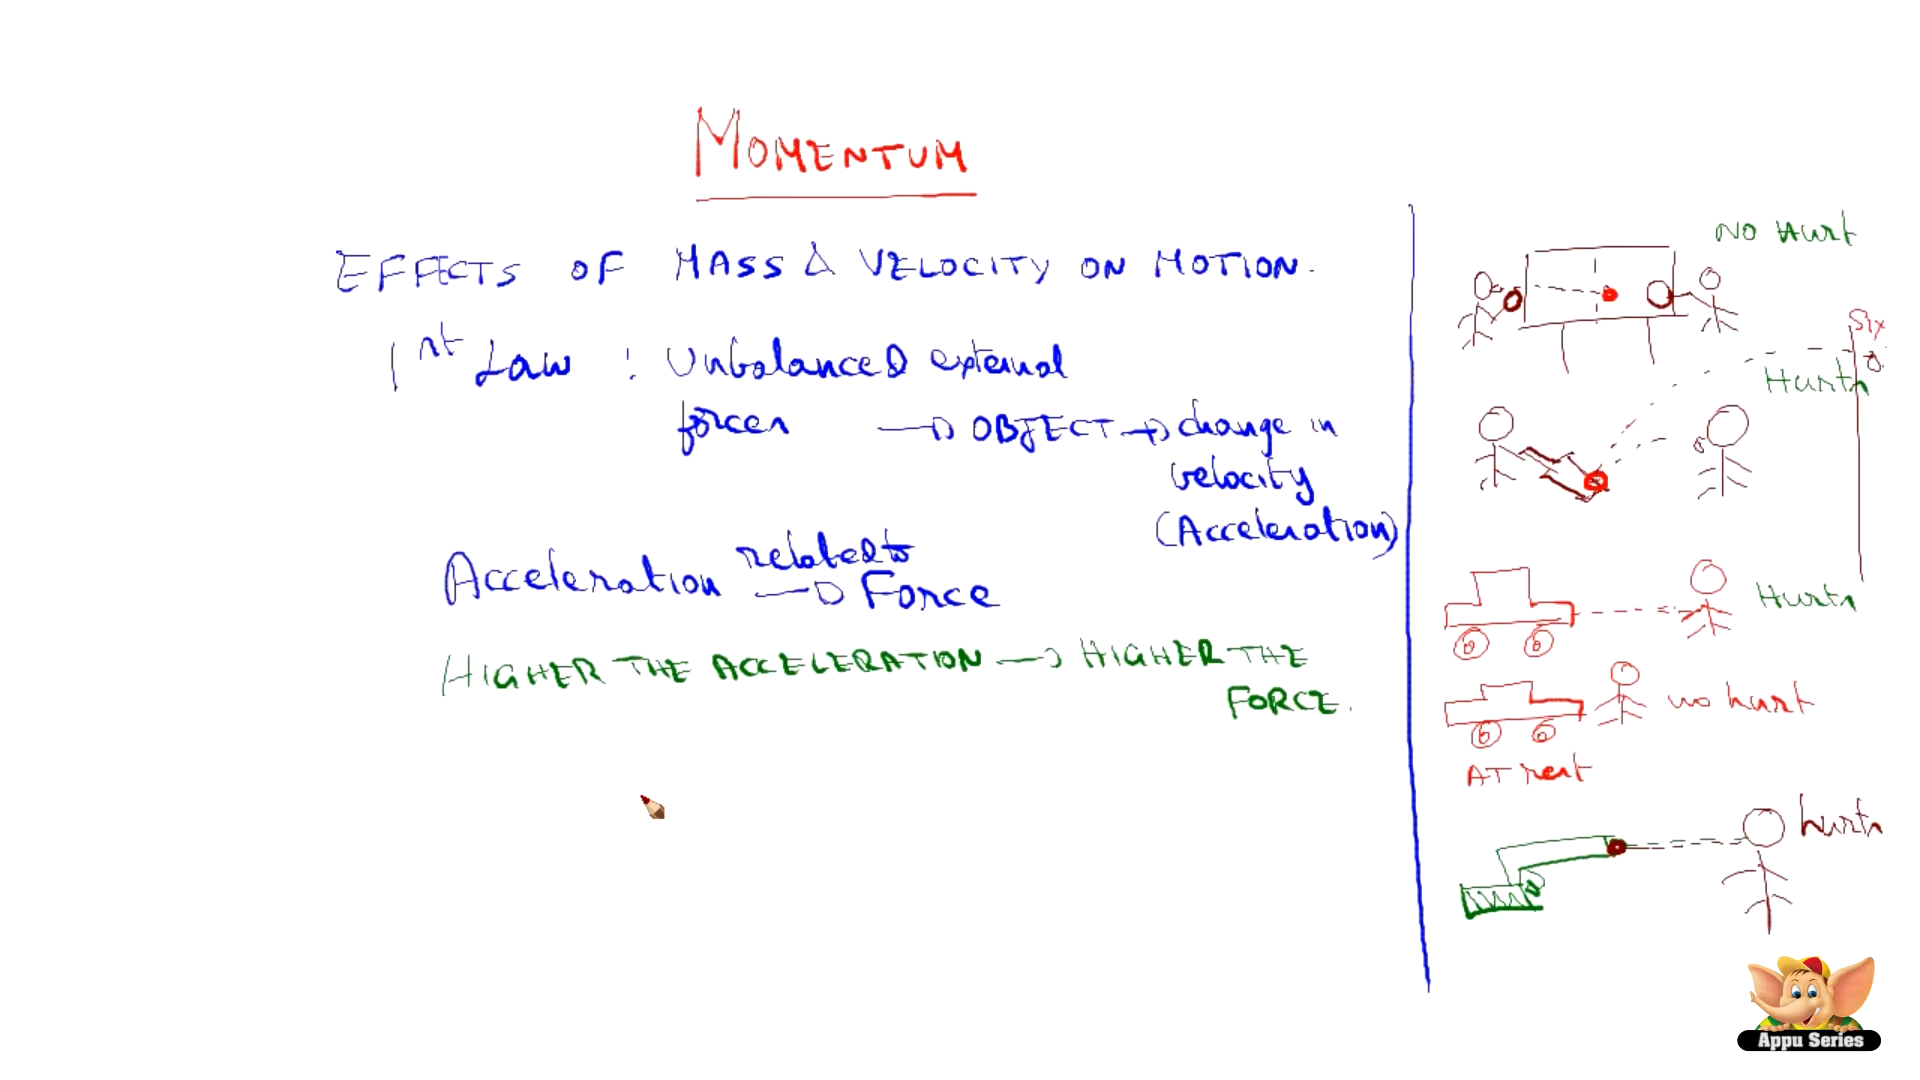 MOMENTUM
EFFECTS OF MASS & VELOCITY ON MOTION.
1st Law : Unbalanced external
forces → OBJECT → change in
velocity
(Acceleration)
Acceleration related to → Force
HIGHER THE ACCELERATION → HIGHER THE
FORCE.
NO Hurt
Six
Hurts
Hurts
no hurt
AT rest
hurts
Appu Series